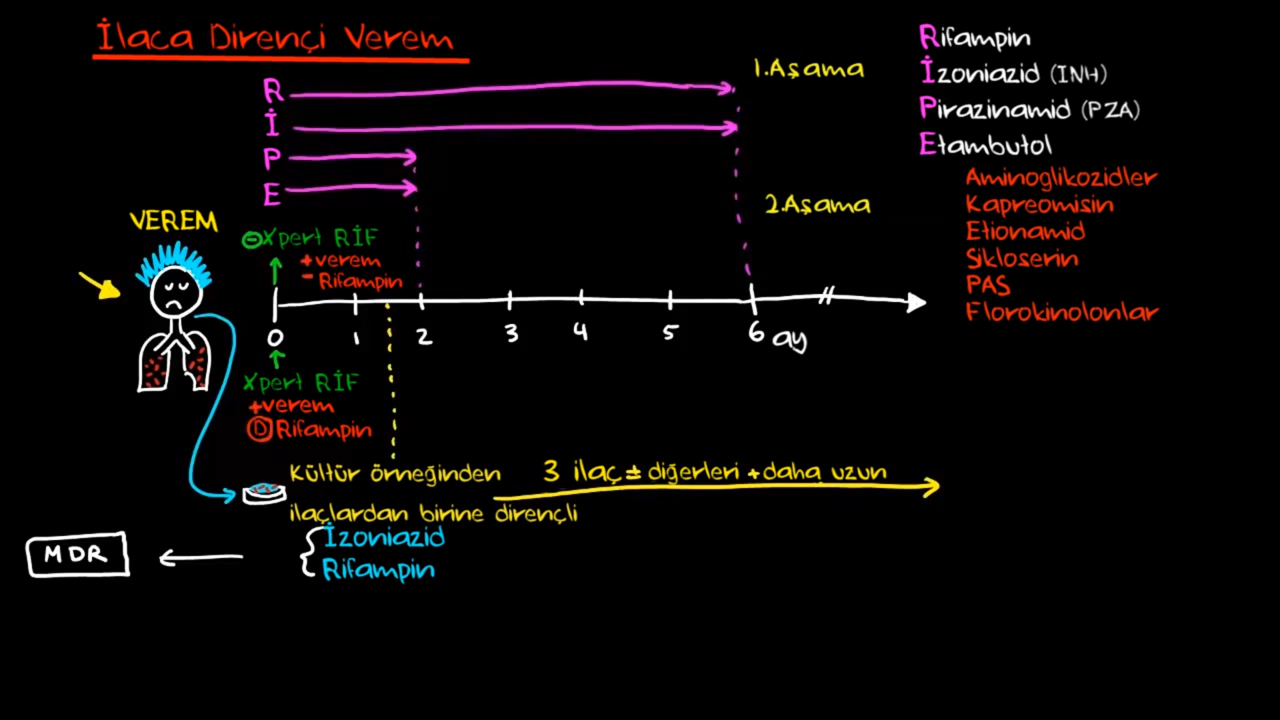 İlaca Dirençi Verem
R
İ
P
E
1.Aşama
2.Aşama
Rifampin
İzoniazid (INH)
Pirazinamid (PZA)
Etambutol
Aminoglikozidler
Kapreomisin
Etionamid
Sikloserin
PAS
Florokinolonlar
VEREM
-Xpert RİF
+verem
- Rifampin
0 1 2 3 4 5 6 ay
Xpert RİF
+verem
D Rifampin
Kültür örneğinden
3 ilaç ± diğerleri + daha uzun
ilaçlardan birine dirençli
İzoniazid
Rifampin
MDR